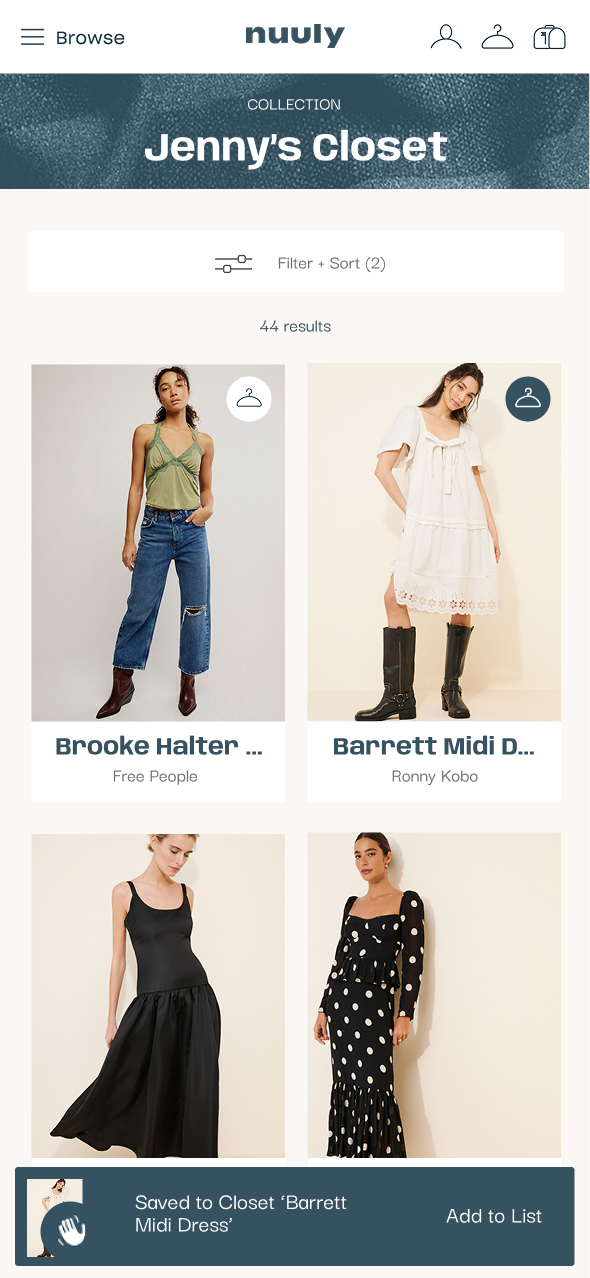 Browse
nuuly
COLLECTION
Jenny's Closet
Filter + Sort (2)
44 results
Brooke Halter ...
Free People
Barrett Midi D...
Ronny Kobo
Saved to Closet ‘Barrett
Midi Dress’
Add to List